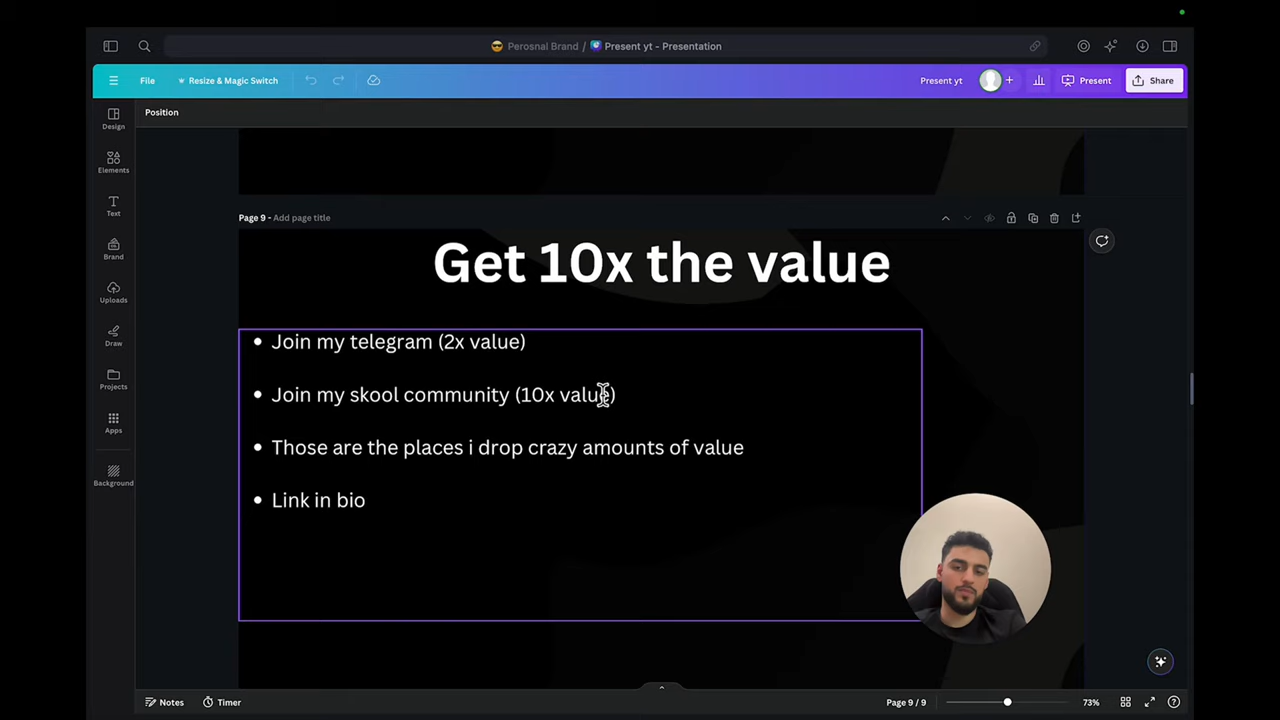 Perosnal Brand / Present yt - Presentation
File
Resize & Magic Switch
Present yt
Present
Share
Position
Design
Elements
Text
Brand
Uploads
Draw
Projects
Apps
Background
Page 9 - Add page title
Get 10x the value
• Join my telegram (2x value)
• Join my skool community (10x value)
• Those are the places i drop crazy amounts of value
• Link in bio
Notes
Timer
Page 9 / 9
73%